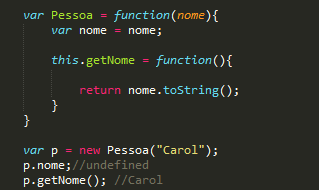 var Pessoa = function(nome){
var nome = nome;
this.getNome = function(){
return nome.toString();
}
}
var p = new Pessoa("Carol");
p.nome;//undefined
p.getNome(); //Carol